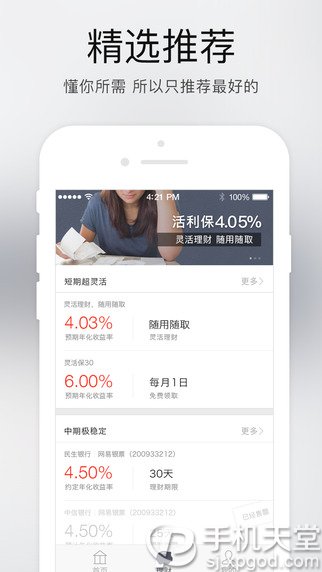 精选推荐
懂你所需 所以只推荐最好的
4:21 PM
100%
活利保4.05%
灵活理财 随用随取
短期超灵活
更多
灵活理财，随用随取
4.03%
随用随取
预期年化收益率
灵活理财
灵活保30
6.00%
每月1日
预期年化收益率
免费领取
中期极稳定
更多
民生银行 网易银票（200933212）
4.50%
30天
约定年化收益率
理财期限
已经售罄
中信银行 网易银票（200933212）
4.50%
手机天堂
sjxpgood.com
首页